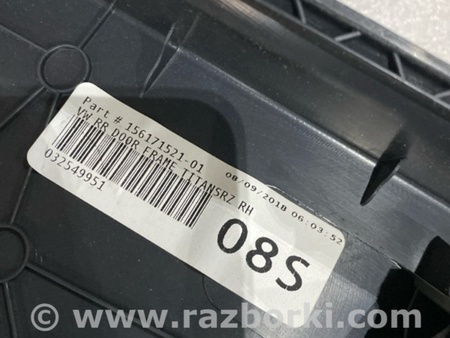 Part # 156171521-01
08/09/2018 06:03:52
VW RR DOOR FRAME TITANSRZ RH
032549951
08S
© www.razborki.com